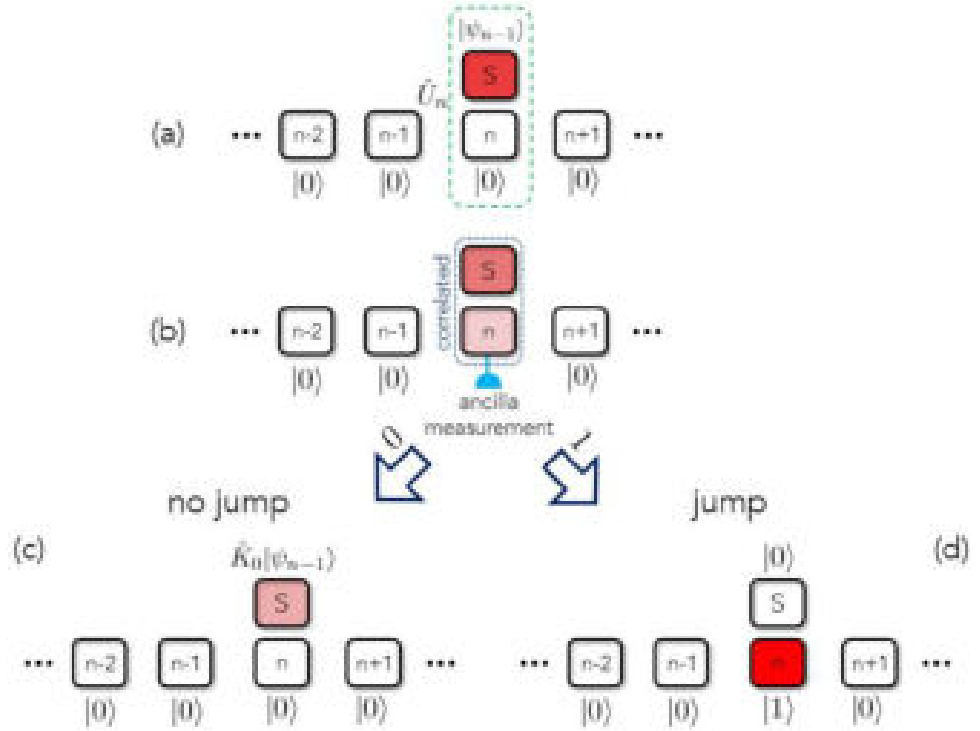 |ψₙ₋₁⟩
S
Ûₙ
(a) ... n-2 n-1 n n+1 ...
|0⟩ |0⟩ |0⟩ |0⟩
S
correlated
(b) ... n-2 n-1 n n+1 ...
|0⟩ |0⟩ |0⟩
ancilla
measurement
0 1
no jump jump
(c) (d)
K̂₀|ψₙ₋₁⟩ |0⟩
S S
... n-2 n-1 n n+1 ... ... n-2 n-1 n n+1 ...
|0⟩ |0⟩ |0⟩ |0⟩ |0⟩ |0⟩ |1⟩ |0⟩